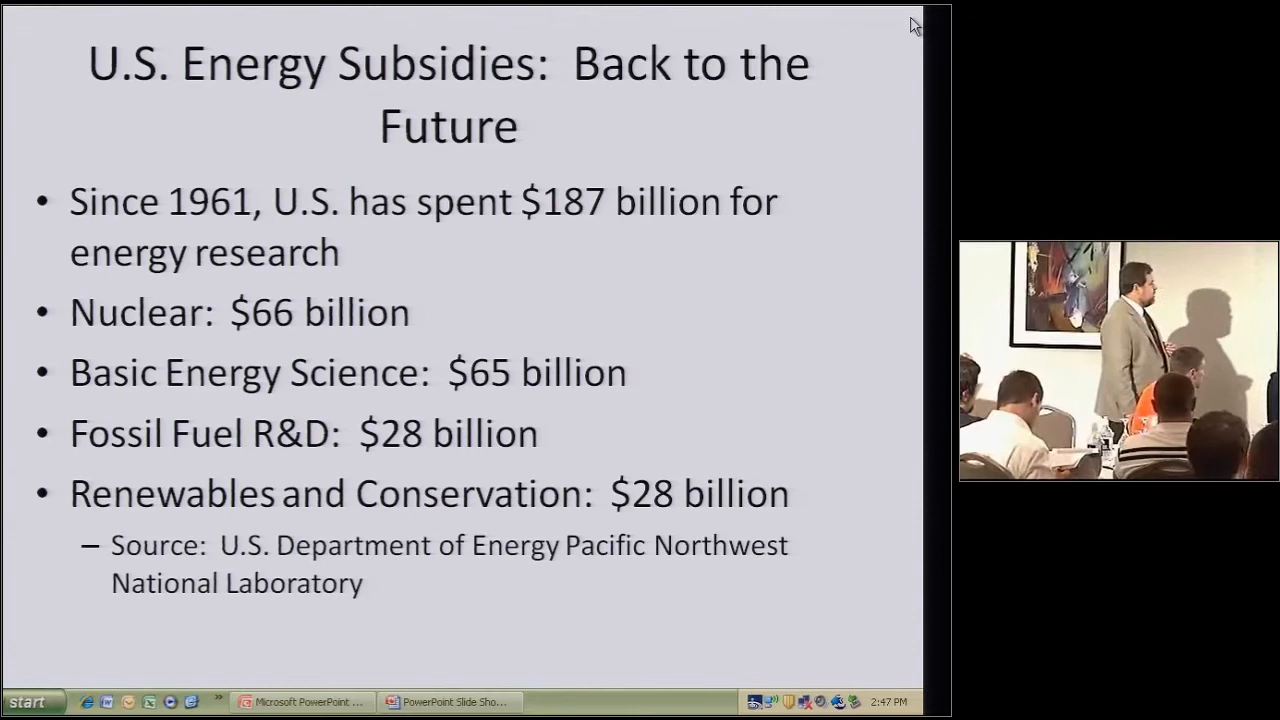 U.S. Energy Subsidies: Back to the
Future
• Since 1961, U.S. has spent $187 billion for
energy research
• Nuclear: $66 billion
• Basic Energy Science: $65 billion
• Fossil Fuel R&D: $28 billion
• Renewables and Conservation: $28 billion
– Source: U.S. Department of Energy Pacific Northwest
National Laboratory
start
Microsoft PowerPoint ...
PowerPoint Slide Sho...
2:47 PM